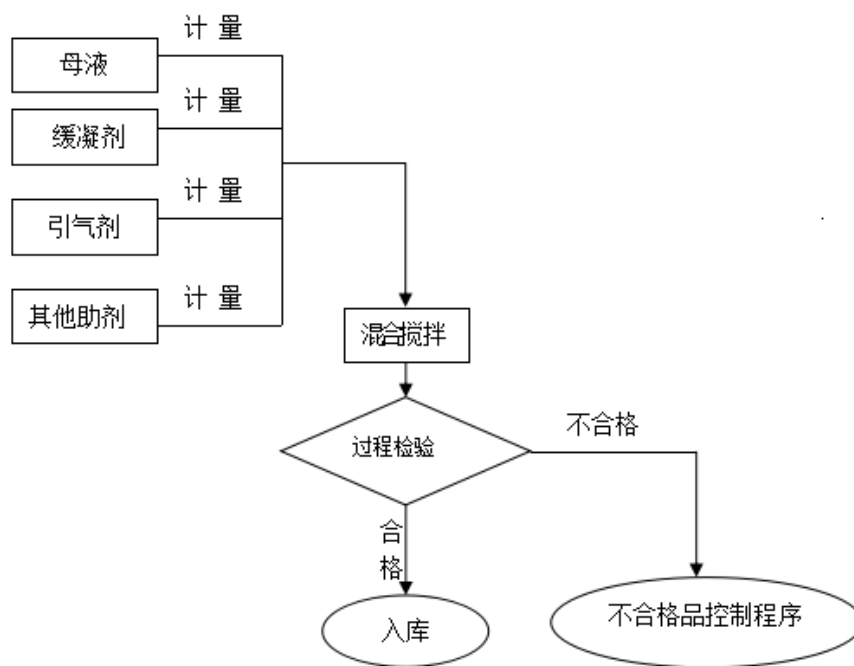 计 量
母液
计 量
缓凝剂
计 量
引气剂
计 量
其他助剂
混合搅拌
过程检验
不合格
合
格
入库
不合格品控制程序